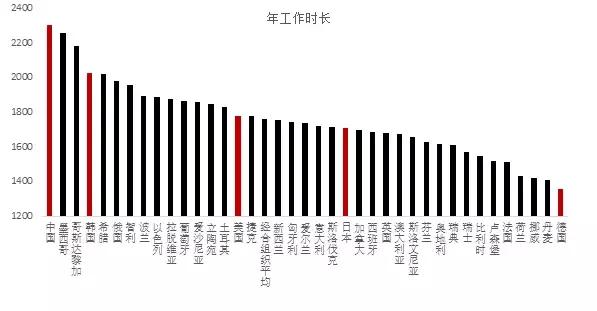 年工作时长
2400
2200
2000
1800
1600
1400
1200
中国
墨西哥
哥斯达黎加
韩国
希腊
俄国
智利
波兰
以色列
拉脱维亚
葡萄牙
爱沙尼亚
立陶宛
土耳其
美国
捷克
经合组织平均
新西兰
匈牙利
爱尔兰
意大利
斯洛伐克
日本
加拿大
西班牙
英国
澳大利亚
斯洛文尼亚
芬兰
奥地利
瑞典
瑞士
比利时
卢森堡
法国
荷兰
挪威
丹麦
德国